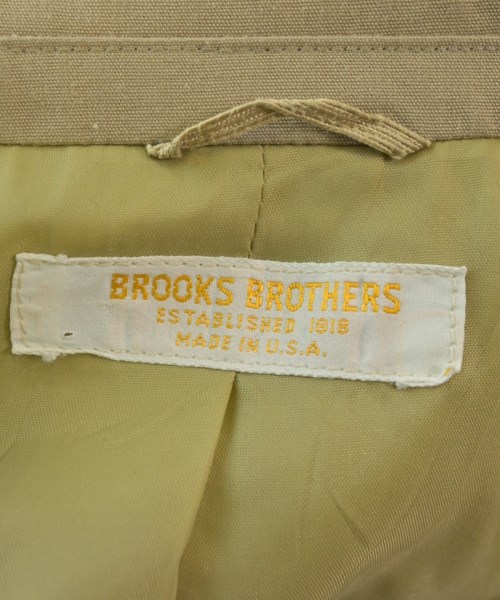 BROOKS BROTHERS
ESTABLISHED 1818
MADE IN U.S.A.